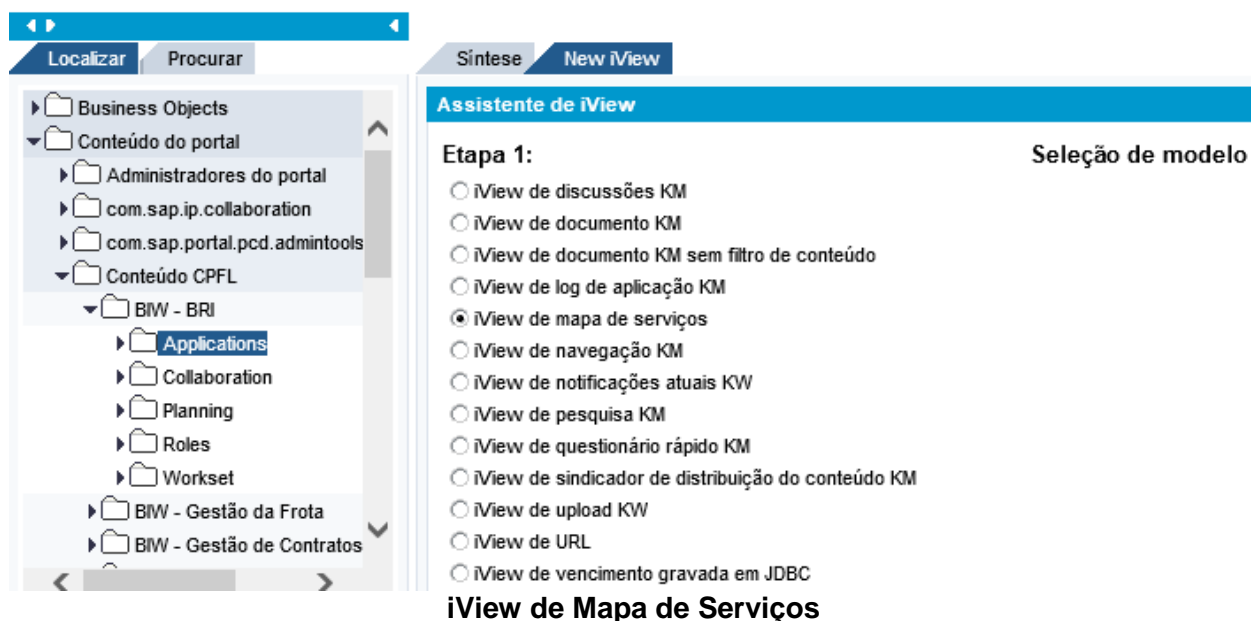 Localizar
Procurar
Business Objects
Conteúdo do portal
Administradores do portal
com.sap.ip.collaboration
com.sap.portal.pcd.admintools
Conteúdo CPFL
BIW - BRI
Applications
Collaboration
Planning
Roles
Workset
BIW - Gestão da Frota
BIW - Gestão de Contratos
Síntese
New iView
Assistente de iView
Etapa 1:
Seleção de modelo
iView de discussões KM
iView de documento KM
iView de documento KM sem filtro de conteúdo
iView de log de aplicação KM
iView de mapa de serviços
iView de navegação KM
iView de notificações atuais KW
iView de pesquisa KM
iView de questionário rápido KM
iView de sindicador de distribuição do conteúdo KM
iView de upload KW
iView de URL
iView de vencimento gravada em JDBC
iView de Mapa de Serviços